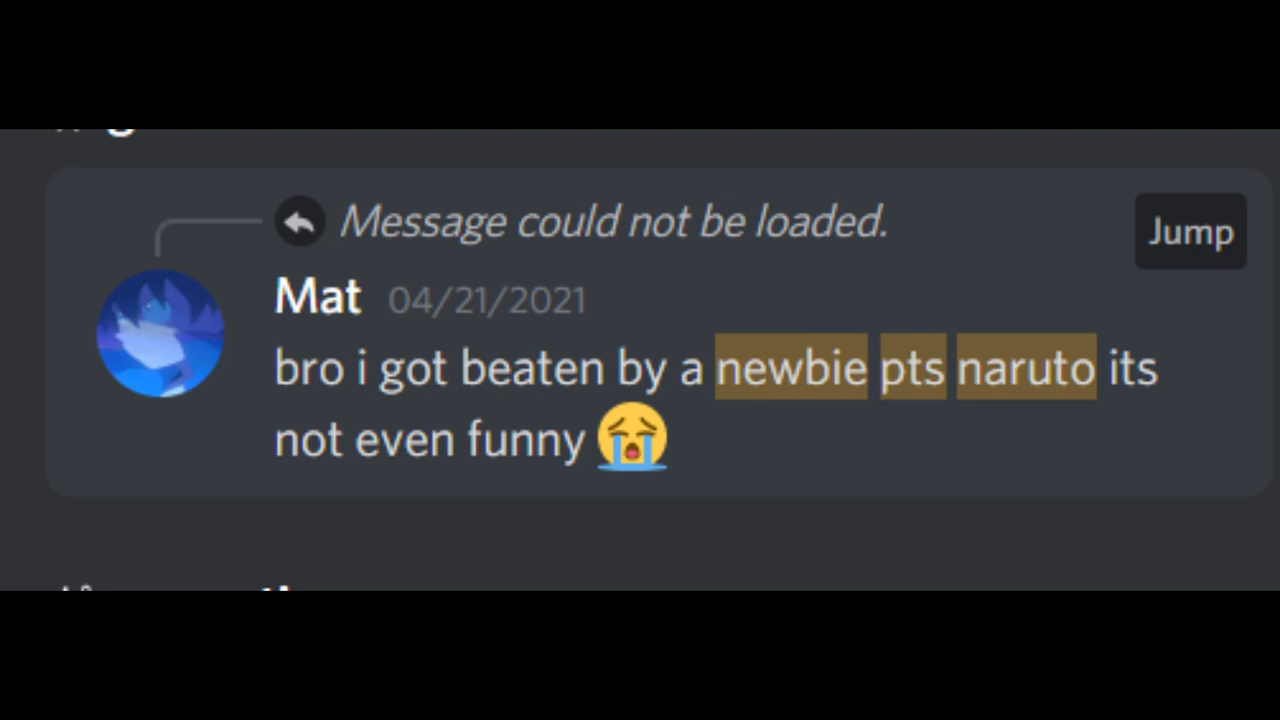 Message could not be loaded.
Jump
Mat 04/21/2021
bro i got beaten by a newbie pts naruto its
not even funny 😭